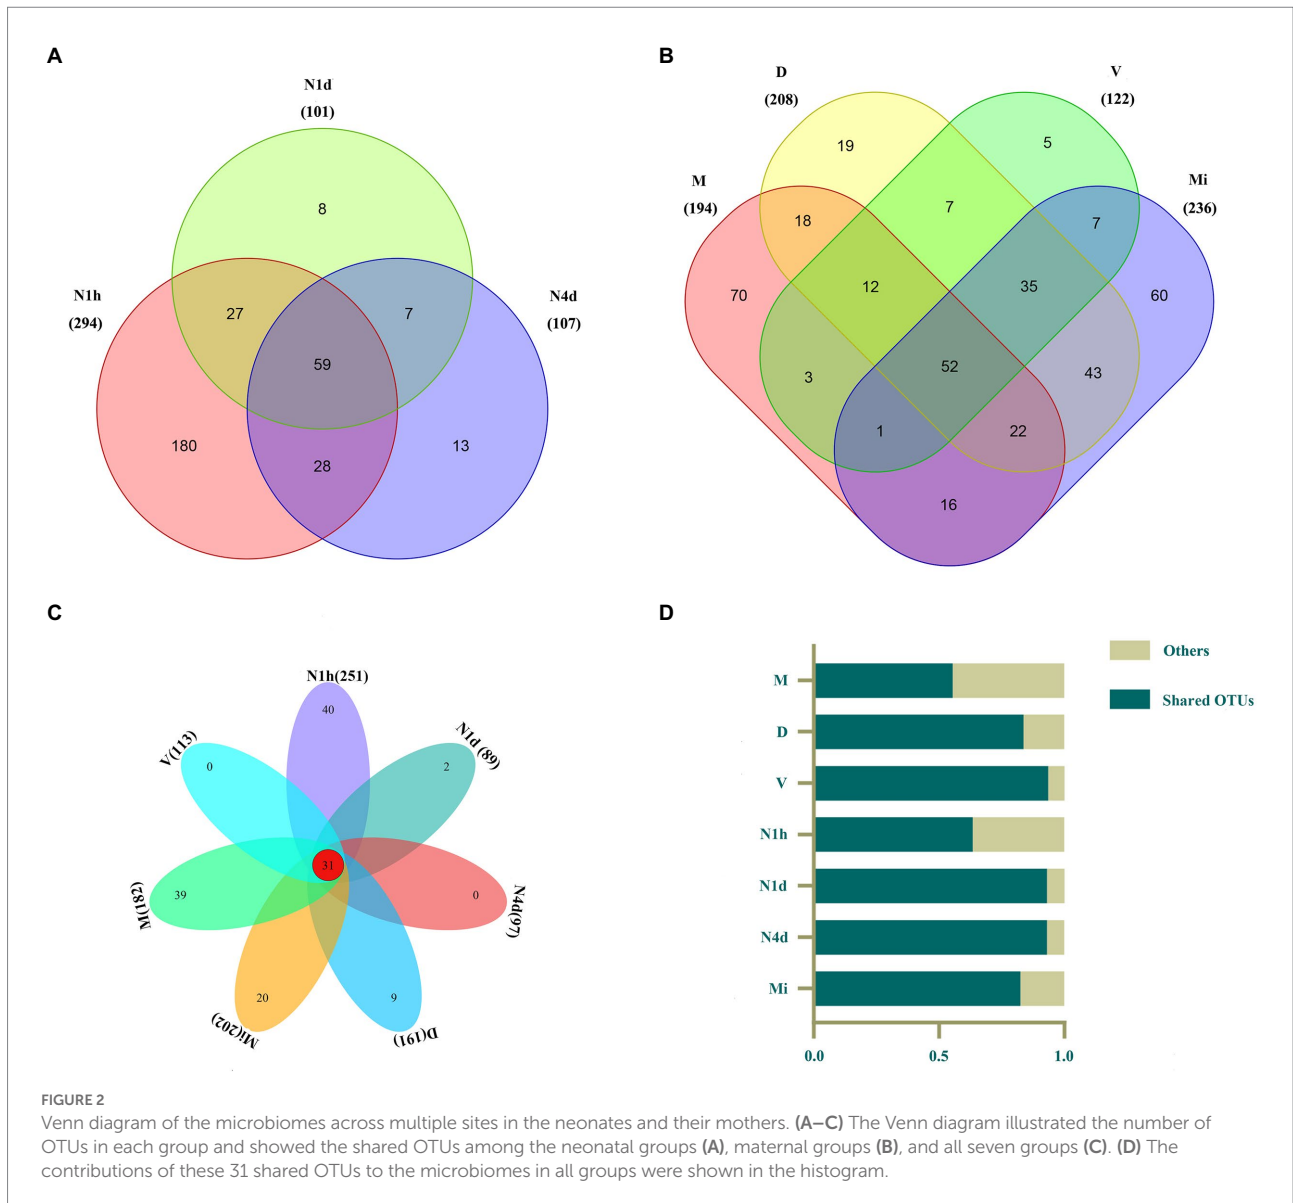 A
N1d
(101)
8
N1h
(294)
27
7
N4d
(107)
59
180
28
13
B
D
(208)
V
(122)
M
(194)
Mi
(236)
19
5
18
7
7
70
12
35
60
3
52
43
1
22
16
C
N1h(251)
40
N1d (89)
2
V(113)
0
31
M(182)
39
N4d(97)
0
Mi(202)
20
D(191)
9
D
Others
Shared OTUs
M
D
V
N1h
N1d
N4d
Mi
0.0 0.5 1.0
FIGURE 2
Venn diagram of the microbiomes across multiple sites in the neonates and their mothers. (A–C) The Venn diagram illustrated the number of
OTUs in each group and showed the shared OTUs among the neonatal groups (A), maternal groups (B), and all seven groups (C). (D) The
contributions of these 31 shared OTUs to the microbiomes in all groups were shown in the histogram.